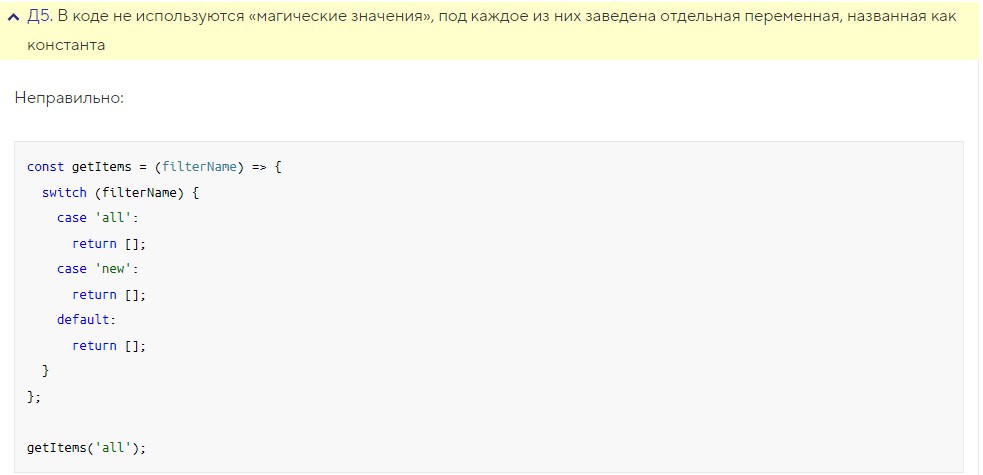 Д5. В коде не используются «магические значения», под каждое из них заведена отдельная переменная, названная как
константа
Неправильно:
const getItems = (filterName) => {
  switch (filterName) {
    case 'all':
      return [];
    case 'new':
      return [];
    default:
      return [];
  }
};

getItems('all');